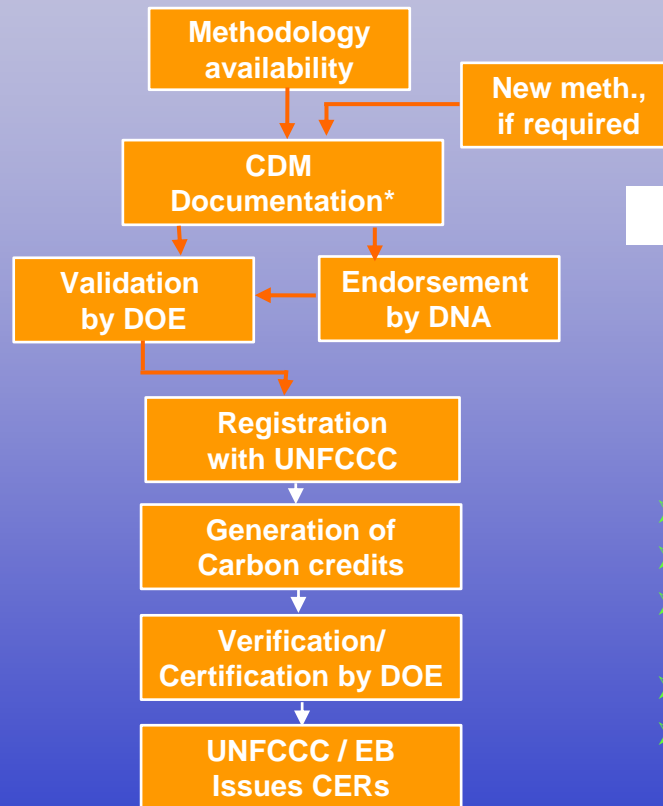 Methodology
availability
New meth.,
if required
CDM
Documentation*
Validation
by DOE
Endorsement
by DNA
Registration
with UNFCCC
Generation of
Carbon credits
Verification/
Certification by DOE
UNFCCC / EB
Issues CERs